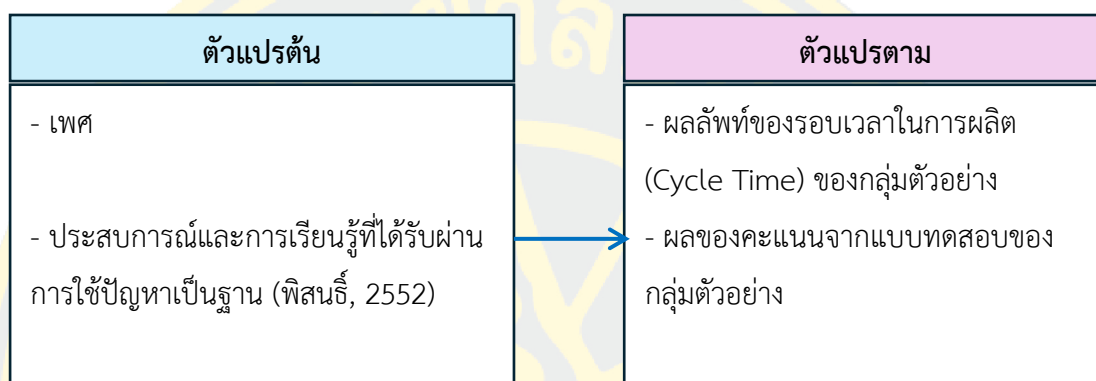 ตัวแปรต้น
- เพศ
- ประสบการณ์และการเรียนรู้ที่ได้รับผ่าน
การใช้ปัญหาเป็นฐาน (พิสนธิ์, 2552)
ตัวแปรตาม
- ผลลัพท์ของรอบเวลาในการผลิต
(Cycle Time) ของกลุ่มตัวอย่าง
- ผลของคะแนนจากแบบทดสอบของ
กลุ่มตัวอย่าง